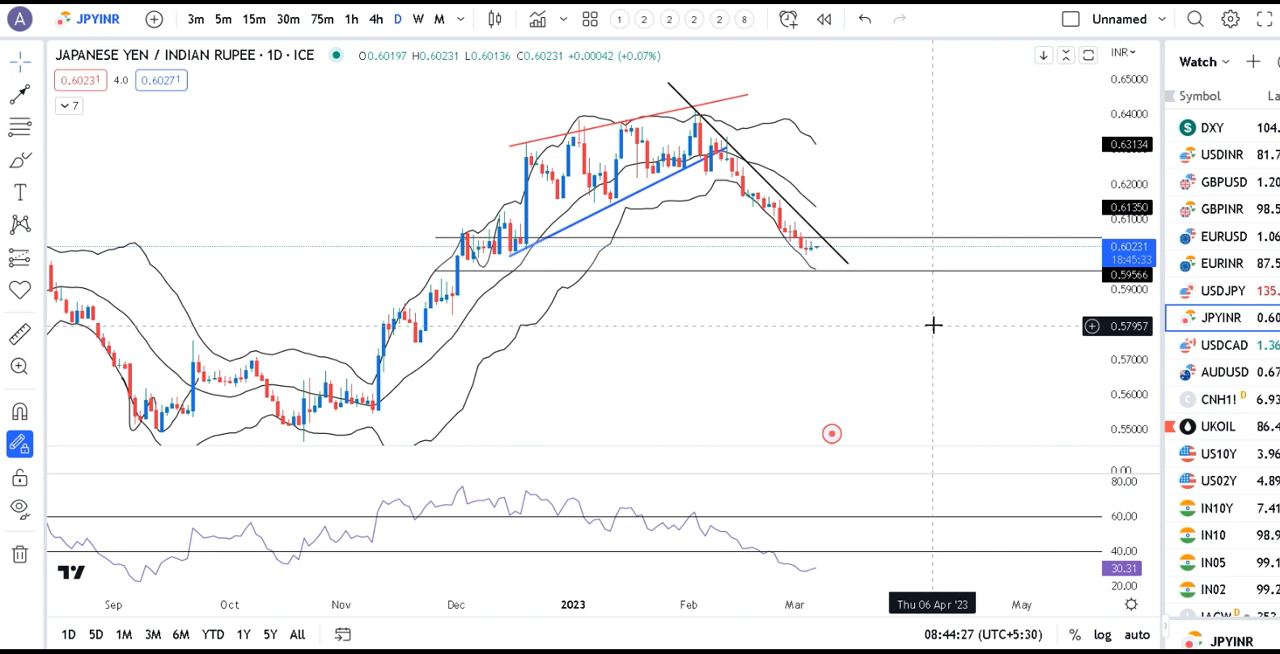 A JPYINR 3m 5m 15m 30m 75m 1h 4h D W M 1 2 2 2 2 8 Unnamed
JAPANESE YEN / INDIAN RUPEE · 1D · ICE O0.60197 H0.60231 L0.60136 C0.60231 +0.00042 (+0.07%) INR
0.60231 4.0 0.60271
7
0.65000
0.64000
0.63134
0.62000
0.61350
0.61000
0.60231
18:45:33
0.59566
0.59000
0.57957
0.57000
0.56000
0.55000
0.00
80.00
60.00
40.00
30.31
20.00
Sep Oct Nov Dec 2023 Feb Mar Thu 06 Apr '23 May
1D 5D 1M 3M 6M YTD 1Y 5Y All 08:44:27 (UTC+5:30) % log auto
Watch
Symbol La
DXY 104.
USDINR 81.7
GBPUSD 1.20
GBPINR 98.5
EURUSD 1.06
EURINR 87.5
USDJPY 135.
JPYINR 0.60
USDCAD 1.36
AUDUSD 0.67
CNH1! D 6.93
UKOIL 86.4
US10Y 3.96
US02Y 4.89
IN10Y 7.41
IN10 98.9
IN05 99.1
IN02 99.2
JPYINR